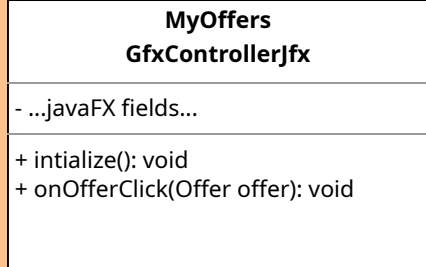 MyOffers
GfxControllerJfx
- ...javaFX fields...
+ intialize(): void
+ onOfferClick(Offer offer): void